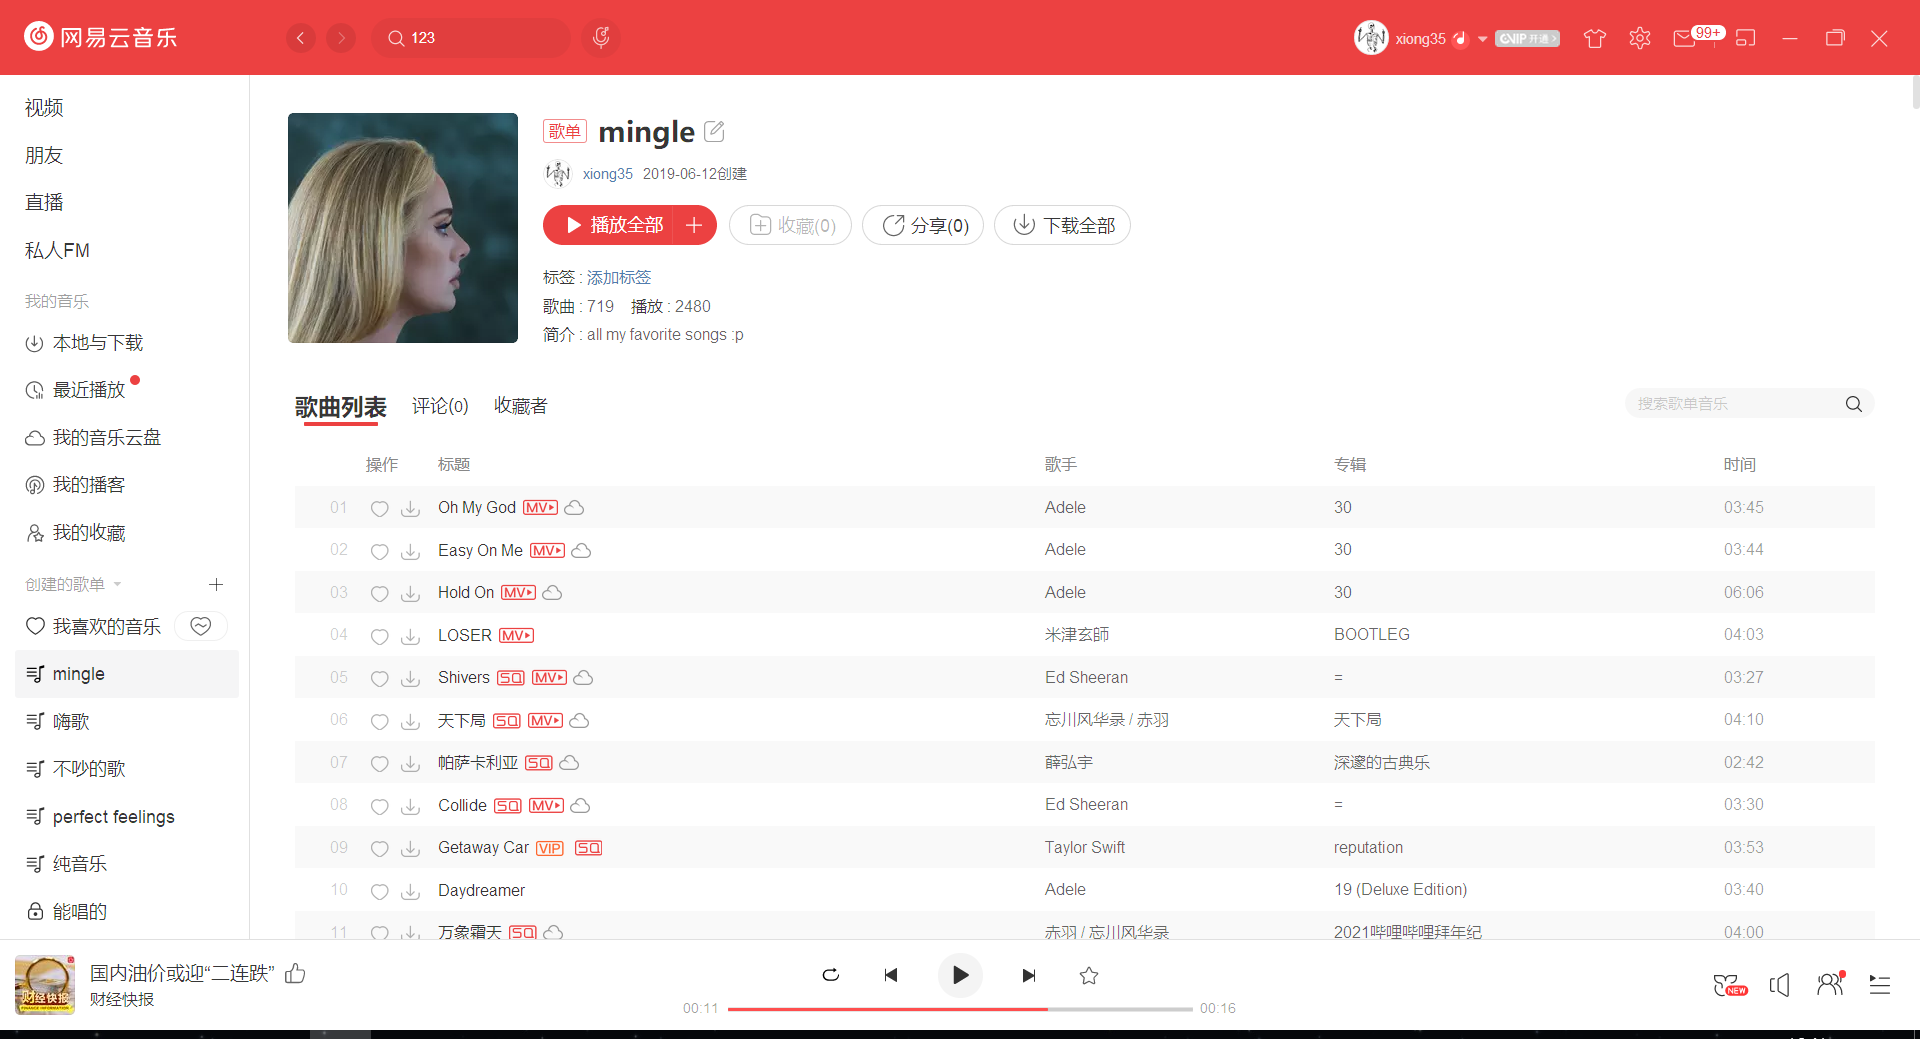 网易云音乐
123
xiong35
VIP 开通
99+
视频
朋友
直播
私人FM
我的音乐
本地与下载
最近播放
我的音乐云盘
我的播客
我的收藏
创建的歌单
我喜欢的音乐
mingle
嗨歌
不吵的歌
perfect feelings
纯音乐
能唱的
歌单 mingle
xiong35 2019-06-12创建
播放全部 + 收藏(0) 分享(0) 下载全部
标签 : 添加标签
歌曲 : 719 播放 : 2480
简介 : all my favorite songs :p
歌曲列表 评论(0) 收藏者
搜索歌单音乐
操作 标题 歌手 专辑 时间
01 Oh My God MV Adele 30 03:45
02 Easy On Me MV Adele 30 03:44
03 Hold On MV Adele 30 06:06
04 LOSER MV 米津玄師 BOOTLEG 04:03
05 Shivers SQ MV Ed Sheeran = 03:27
06 天下局 SQ MV 忘川风华录 / 赤羽 天下局 04:10
07 帕萨卡利亚 SQ 薛弘宇 深邃的古典乐 02:42
08 Collide SQ MV Ed Sheeran = 03:30
09 Getaway Car VIP SQ Taylor Swift reputation 03:53
10 Daydreamer Adele 19 (Deluxe Edition) 03:40
11 万象霜天 SQ 赤羽 / 忘川风华录 2021哔哩哔哩拜年纪 04:00
财经快报
国内油价或迎“二连跌”
财经快报
00:11 00:16
NEW